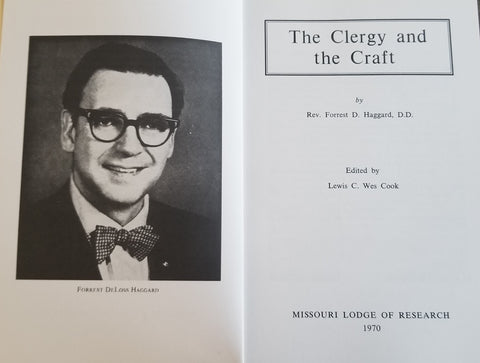 FORREST DELOSS HAGGARD
The Clergy and
the Craft
by
Rev. Forrest D. Haggard, D.D.
Edited by
Lewis C. Wes Cook
MISSOURI LODGE OF RESEARCH
1970